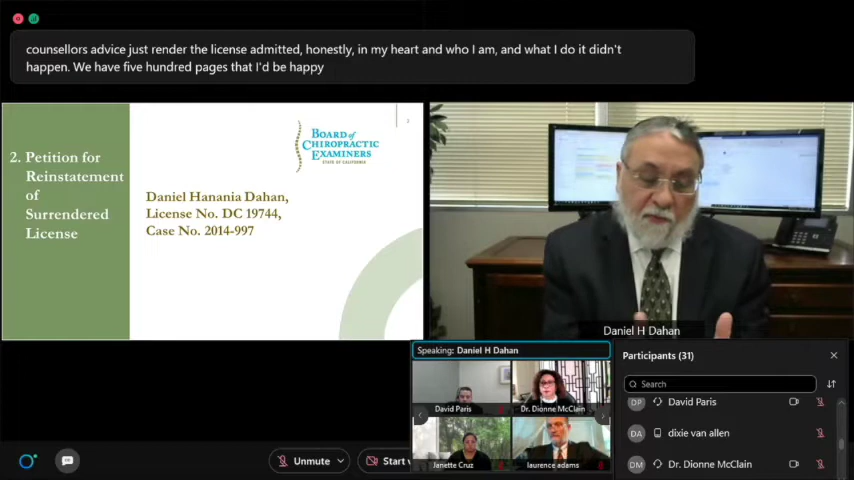 counsellors advice just render the license admitted, honestly, in my heart and who I am, and what I do it didn't
happen. We have five hundred pages that I'd be happy
2
BOARD of
CHIROPRACTIC
EXAMINERS
STATE OF CALIFORNIA
2. Petition for
Reinstatement
of
Surrendered
License
Daniel Hanania Dahan,
License No. DC 19744,
Case No. 2014-997
Daniel H Dahan
Speaking: Daniel H Dahan
David Paris
Dr. Dionne McClain
Janette Cruz
laurence adams
Participants (31)
Search
DP David Paris
DA dixie van allen
DM Dr. Dionne McClain
Unmute
Start v